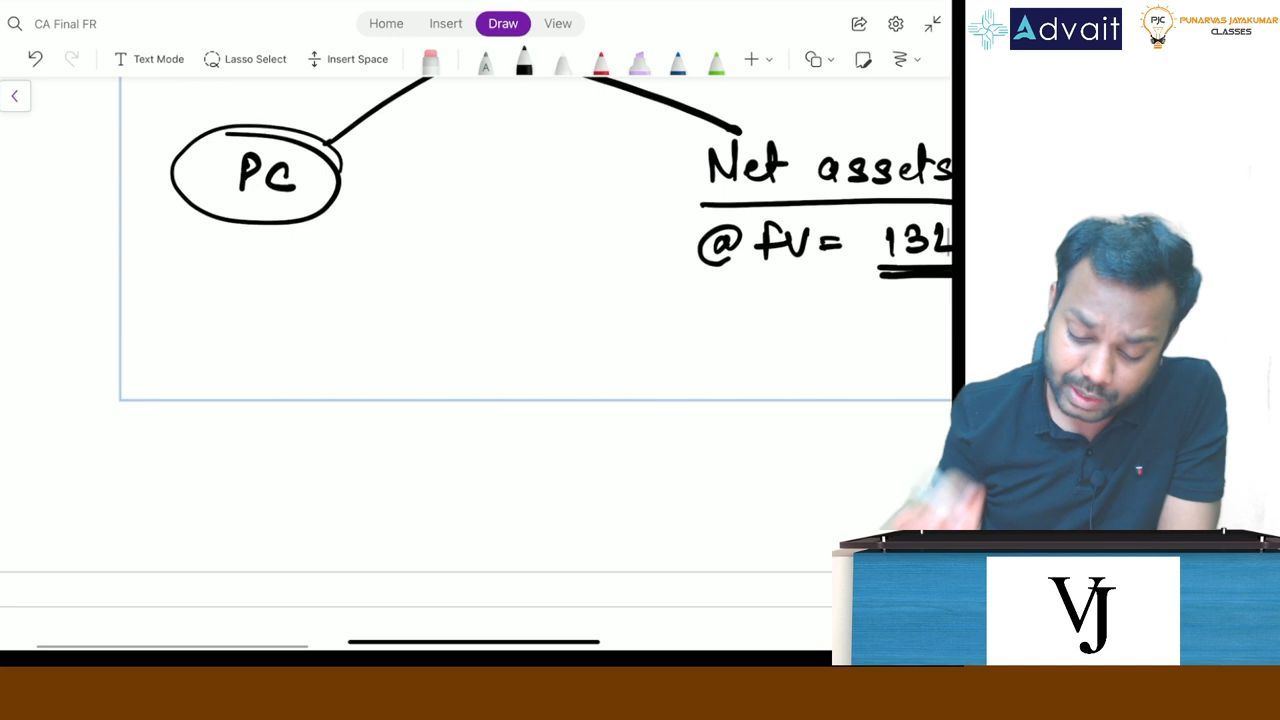 CA Final FR
Home Insert Draw View
Text Mode Lasso Select Insert Space
A
Advait
PJC
PUNARVAS JAYAKUMAR
CLASSES
PC
Net assets
@ FV =
VJ